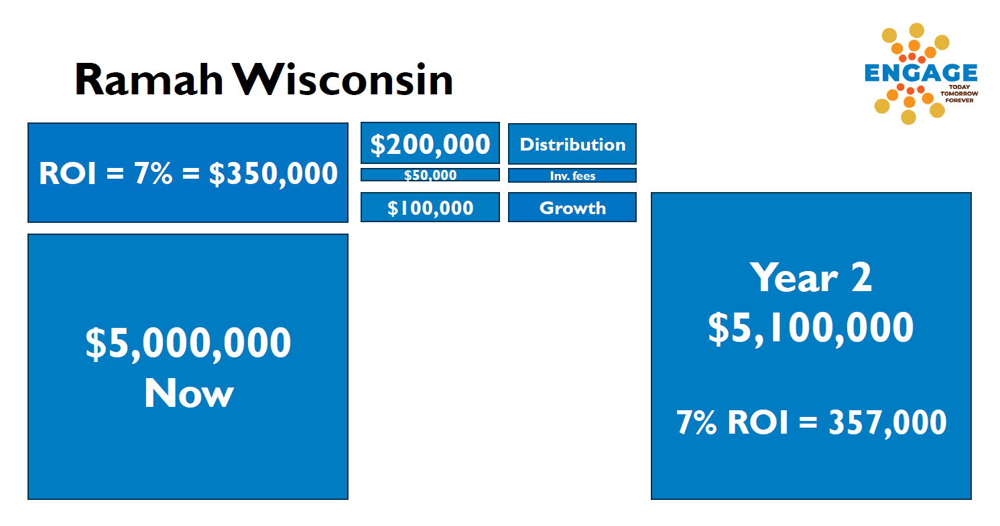 Ramah Wisconsin
ENGAGE
TODAY
TOMORROW
FOREVER
ROI = 7% = $350,000
$200,000
Distribution
$50,000
Inv. fees
$100,000
Growth
$5,000,000
Now
Year 2
$5,100,000
7% ROI = 357,000